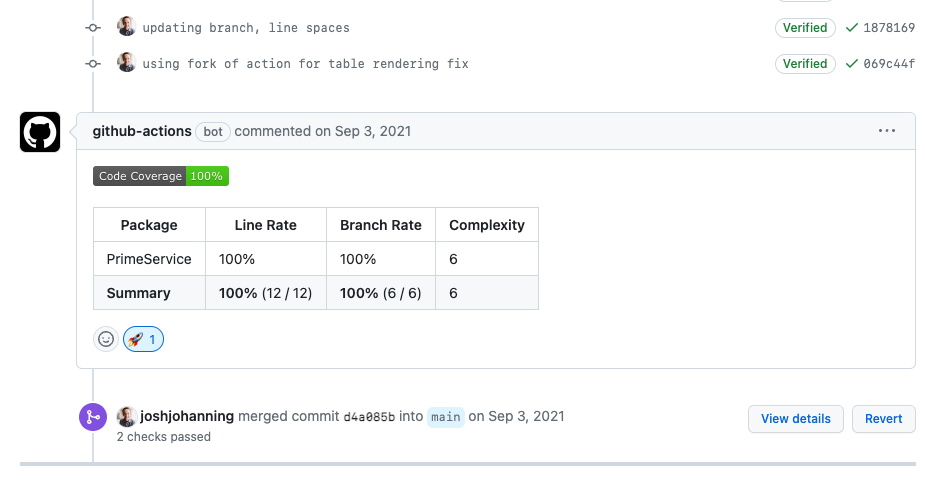 updating branch, line spaces Verified 1878169
using fork of action for table rendering fix Verified 069c44f
github-actions bot commented on Sep 3, 2021
Code Coverage 100%
Package Line Rate Branch Rate Complexity
PrimeService 100% 100% 6
Summary 100% (12 / 12) 100% (6 / 6) 6
1
joshjohanning merged commit d4a085b into main on Sep 3, 2021 View details Revert
2 checks passed